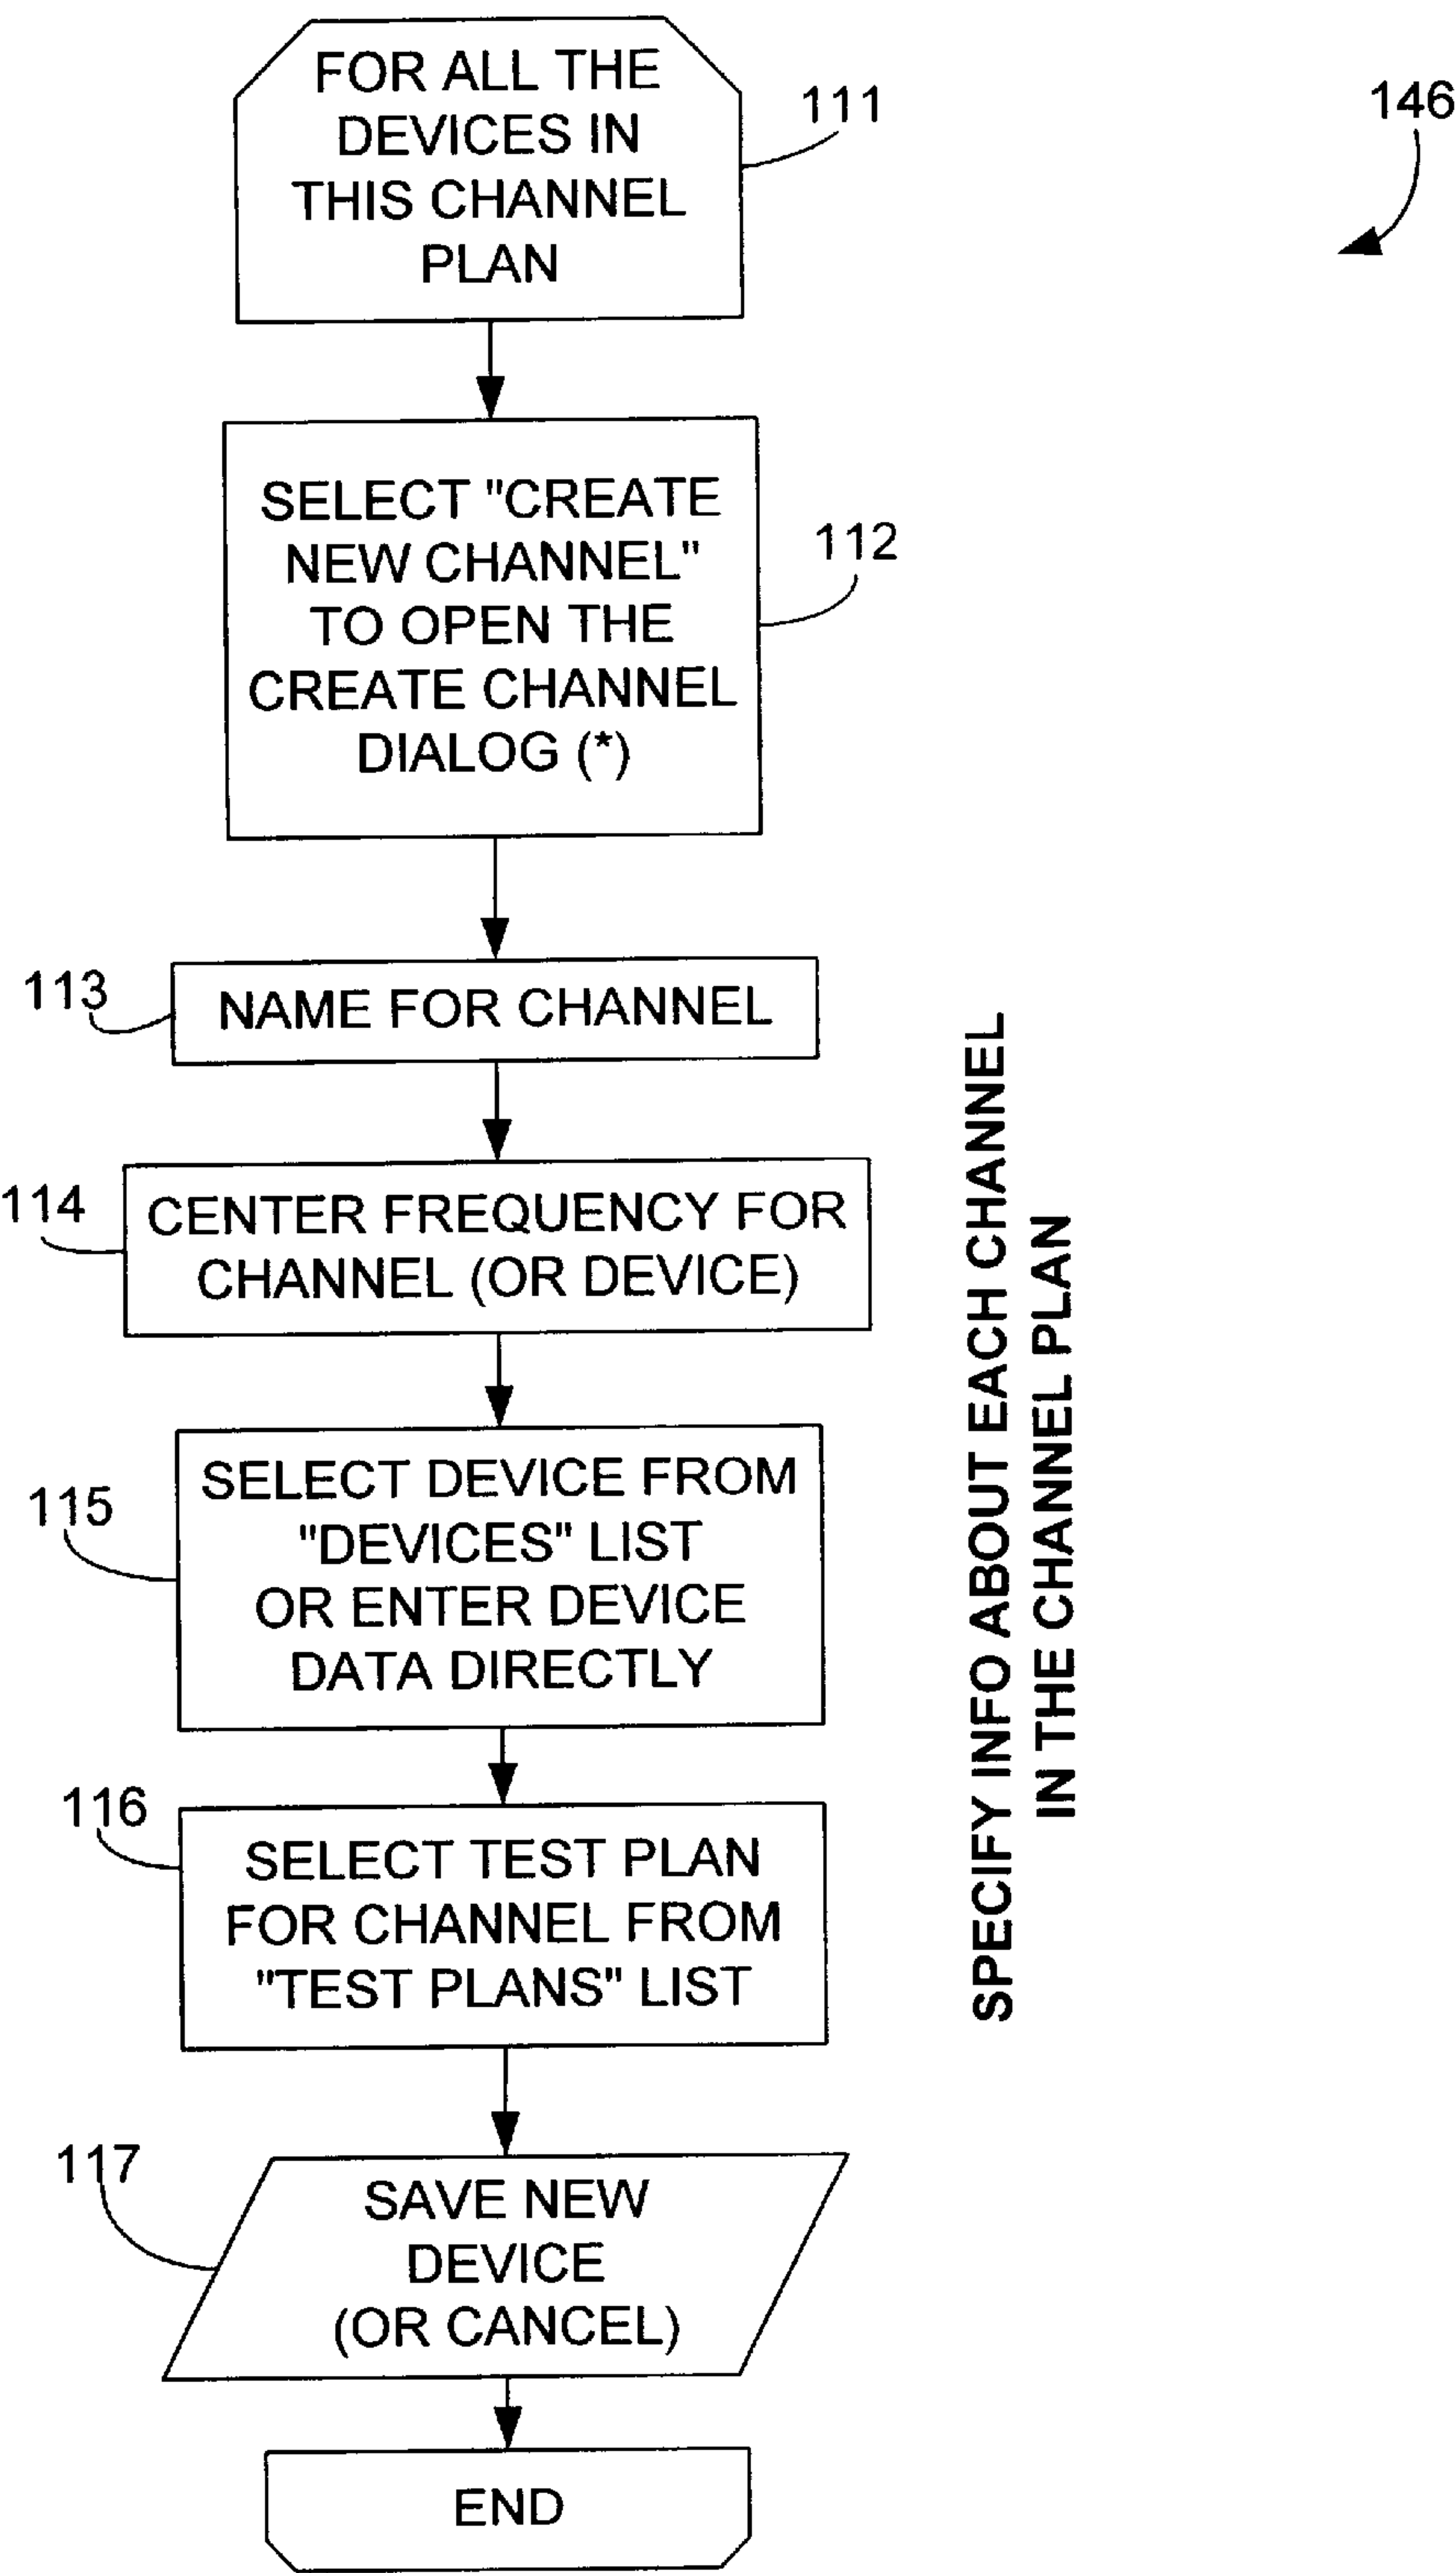 FOR ALL THE
DEVICES IN
THIS CHANNEL
PLAN
111
146
SELECT "CREATE
NEW CHANNEL"
TO OPEN THE
CREATE CHANNEL
DIALOG (*)
112
113
NAME FOR CHANNEL
114
CENTER FREQUENCY FOR
CHANNEL (OR DEVICE)
115
SELECT DEVICE FROM
"DEVICES" LIST
OR ENTER DEVICE
DATA DIRECTLY
116
SELECT TEST PLAN
FOR CHANNEL FROM
"TEST PLANS" LIST
117
SAVE NEW
DEVICE
(OR CANCEL)
END
SPECIFY INFO ABOUT EACH CHANNEL
IN THE CHANNEL PLAN